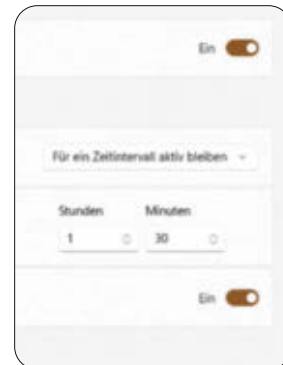 Ein
Für ein Zeitintervall aktiv bleiben
Stunden Minuten
1 30
Ein